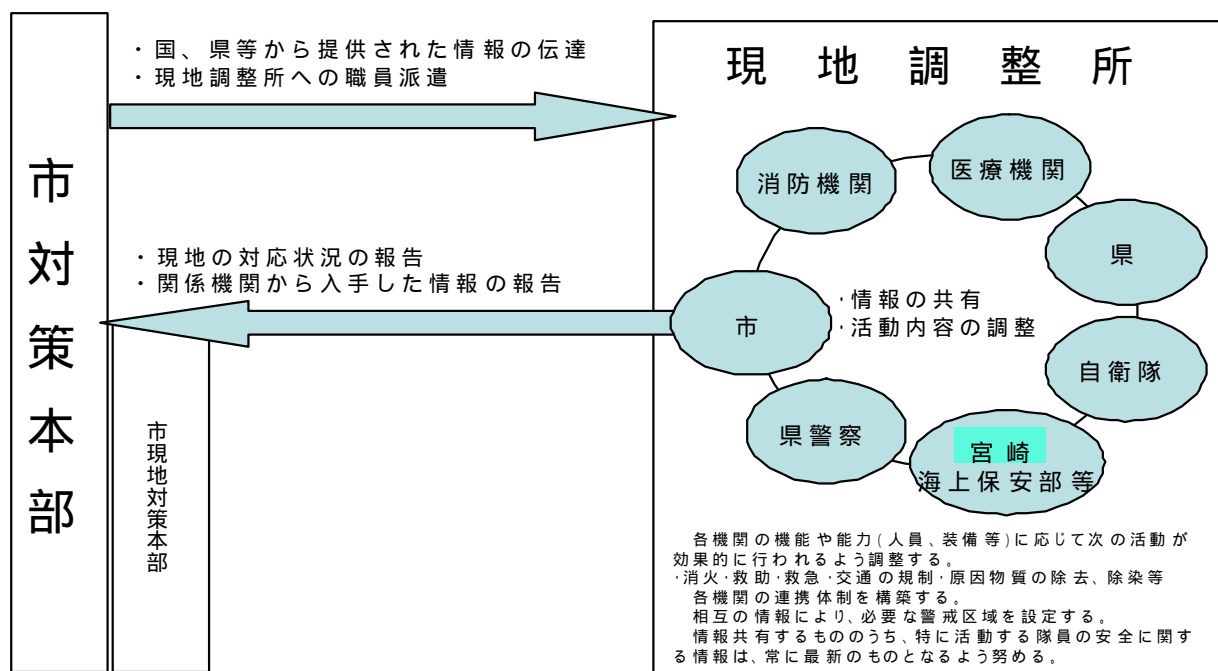 市対策本部
・国、県等から提供された情報の伝達
・現地調整所への職員派遣
・現地の対応状況の報告
・関係機関から入手した情報の報告
市現地対策本部
現地調整所
消防機関
医療機関
県
自衛隊
宮崎
海上保安部等
県警察
市
・情報の共有
・活動内容の調整
各機関の機能や能力(人員、装備等)に応じて次の活動が
効果的に行われるよう調整する。
・消火・救助・救急・交通の規制・原因物質の除去、除染等
各機関の連携体制を構築する。
相互の情報により、必要な警戒区域を設定する。
情報共有するもののうち、特に活動する隊員の安全に関す
る情報は、常に最新のものとなるよう努める。